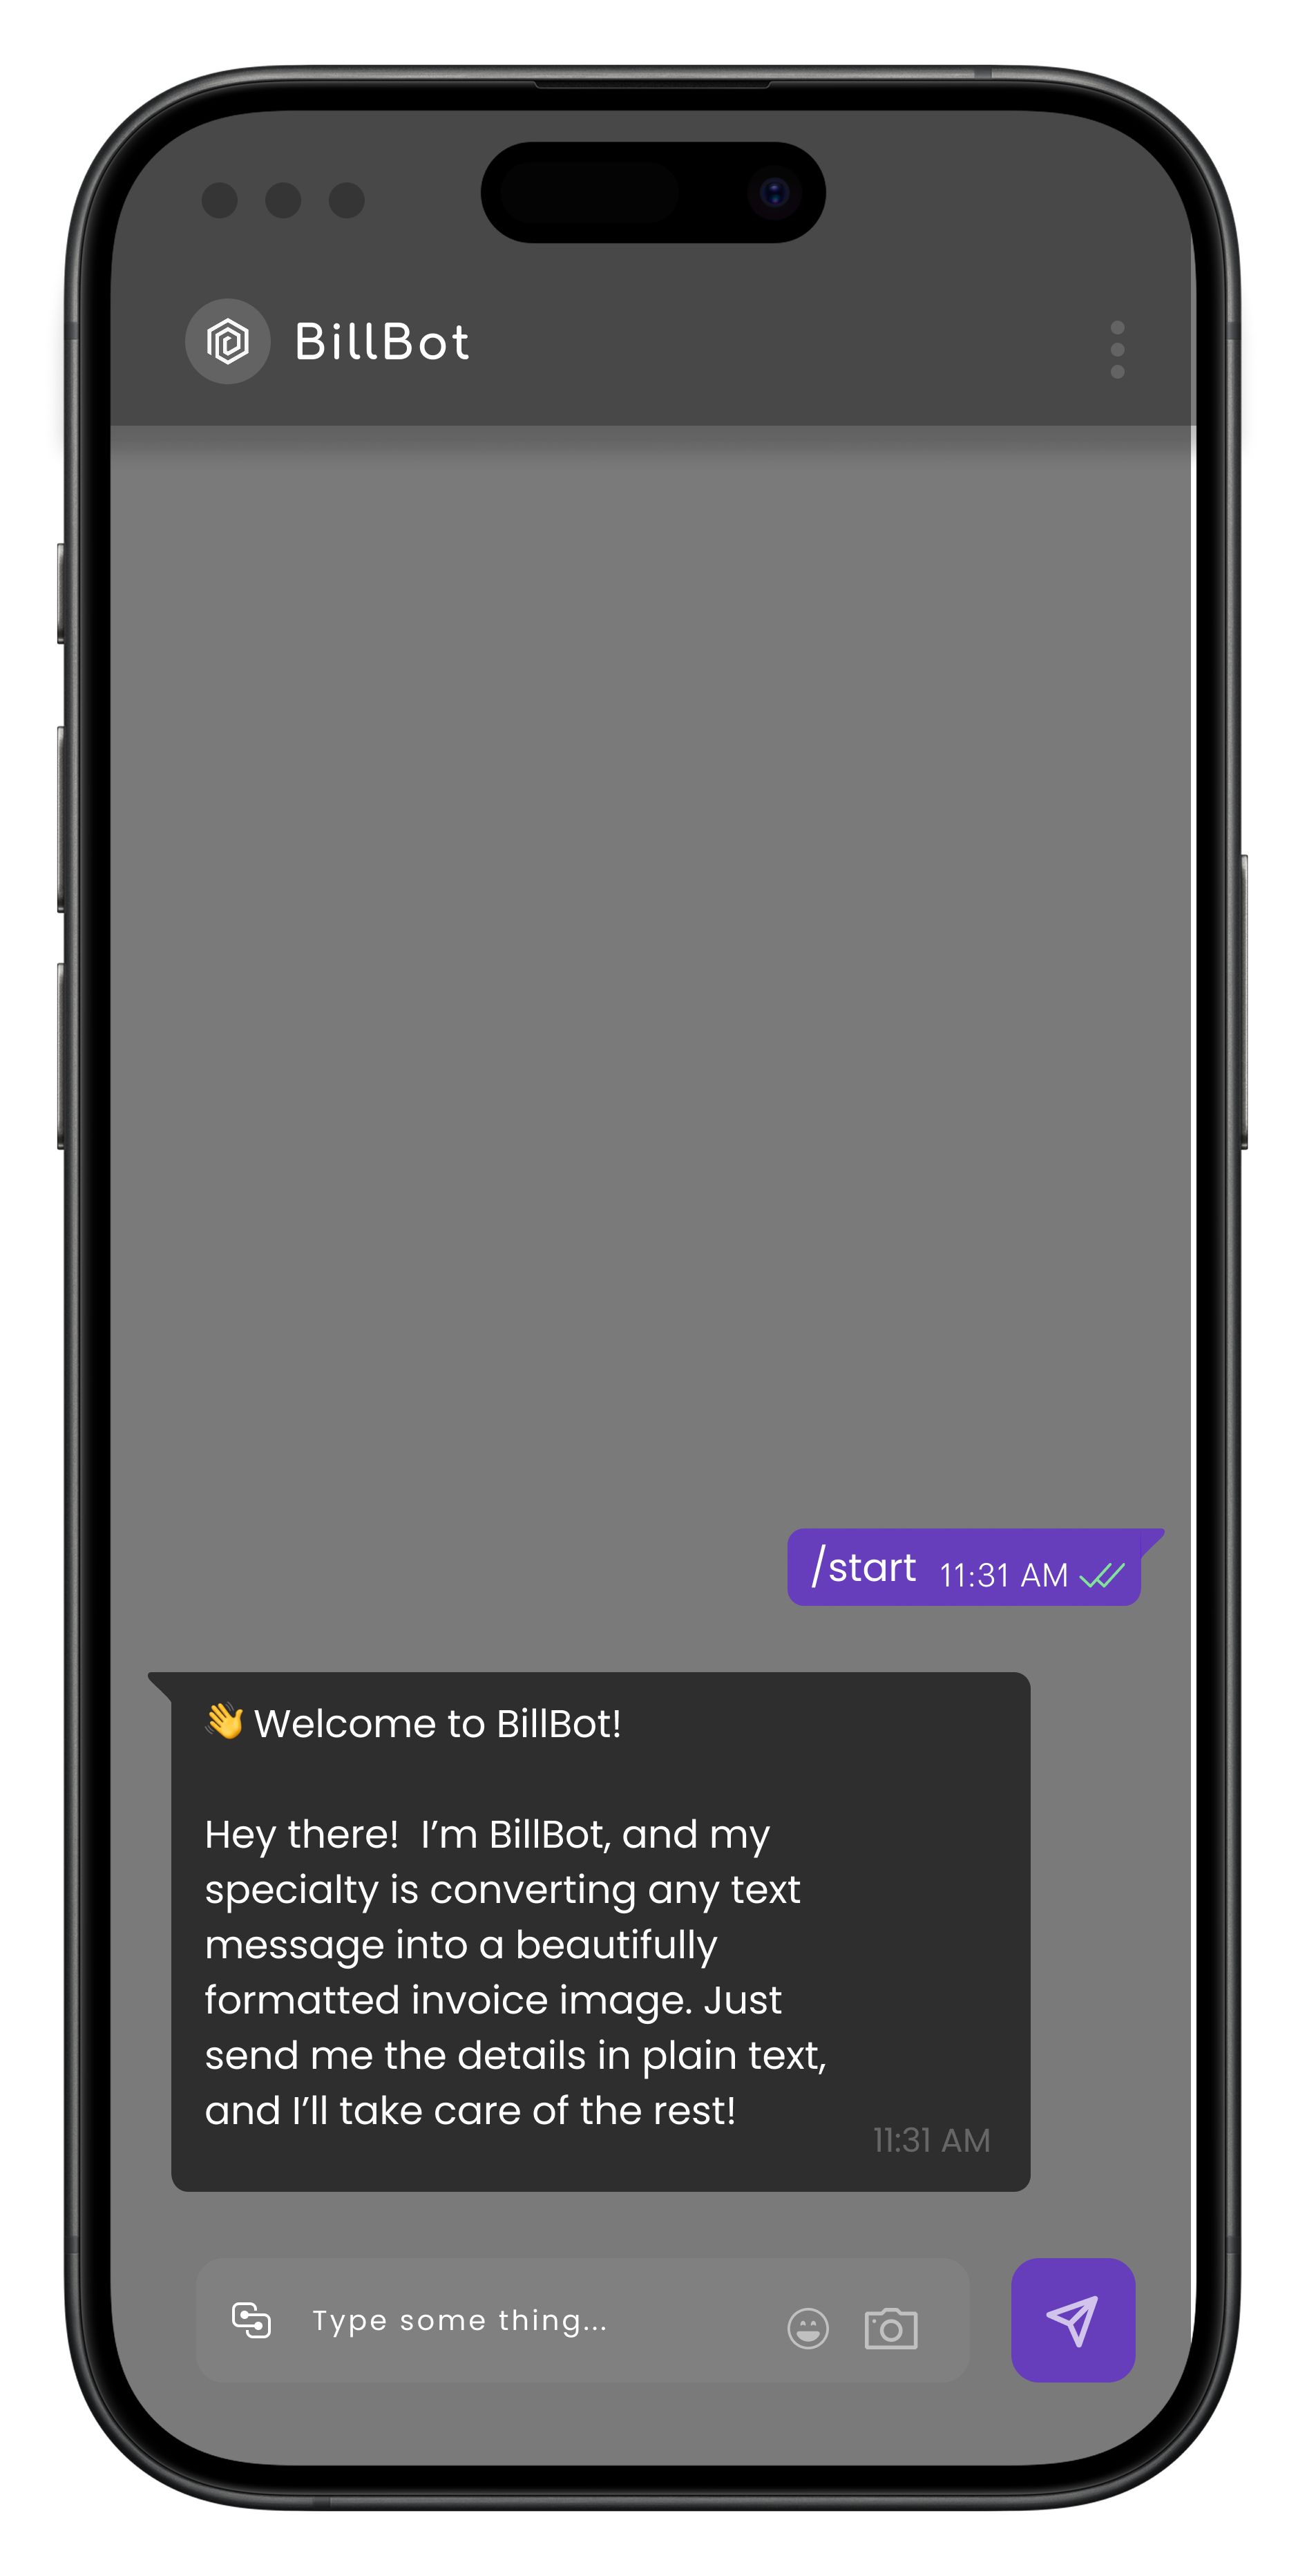 BillBot
/start 11:31 AM
👋 Welcome to BillBot!
Hey there!  I’m BillBot, and my
specialty is converting any text
message into a beautifully
formatted invoice image. Just
send me the details in plain text,
and I’ll take care of the rest!
11:31 AM
Type some thing...